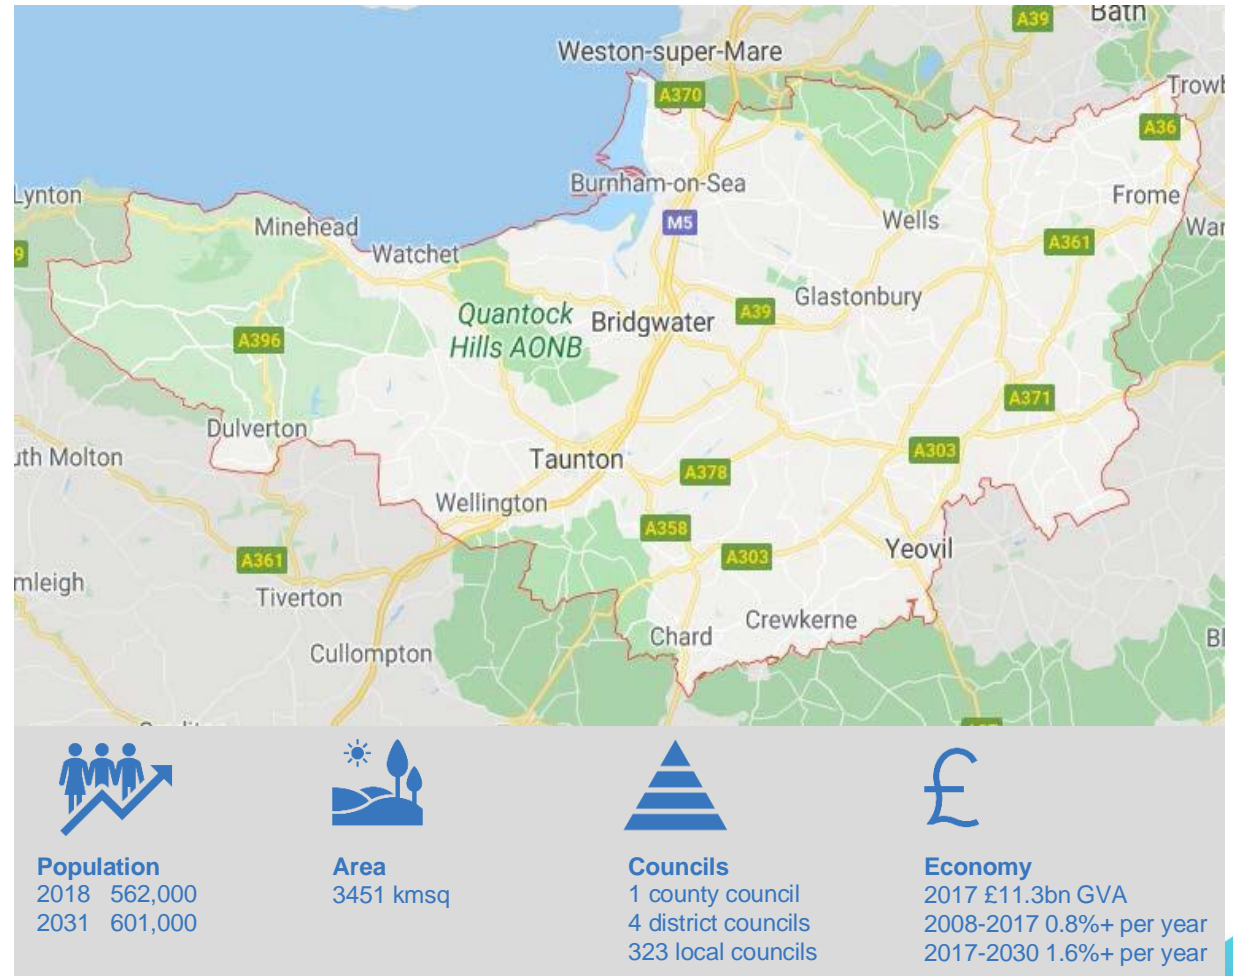 A39
Bath
Weston-super-Mare
A370
Trowb
A36
Burnham-on-Sea
Lynton
Frome
Minehead
M5
Wells
War
Watchet
A361
9
Glastonbury
Quantock
Hills AONB
Bridgwater
A39
A396
A371
Dulverton
uth Molton
Taunton
A303
A378
Wellington
A358
A303
Yeovil
A361
mleigh
Tiverton
Crewkerne
Chard
Cullompton
Bl
Population
2018 562,000
2031 601,000
Area
3451 kmsq
Councils
1 county council
4 district councils
323 local councils
£
Economy
2017 £11.3bn GVA
2008-2017 0.8%+ per year
2017-2030 1.6%+ per year